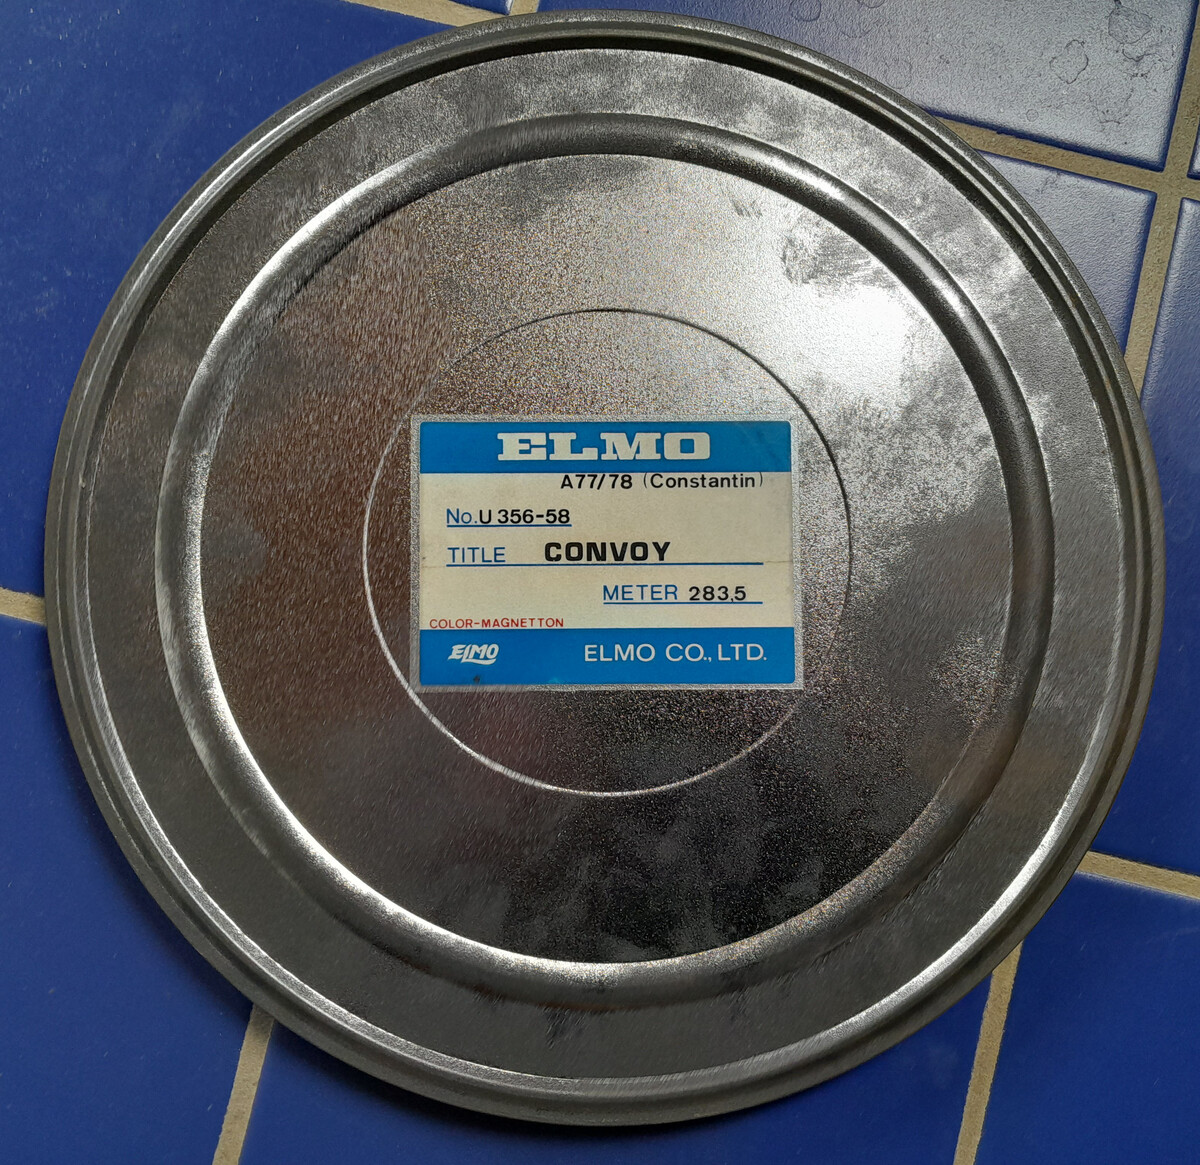 ELMO
A77/78 (Constantin)
No.U 356-58
TITLE CONVOY
METER 283,5
COLOR-MAGNETTON
ELMO ELMO CO., LTD.